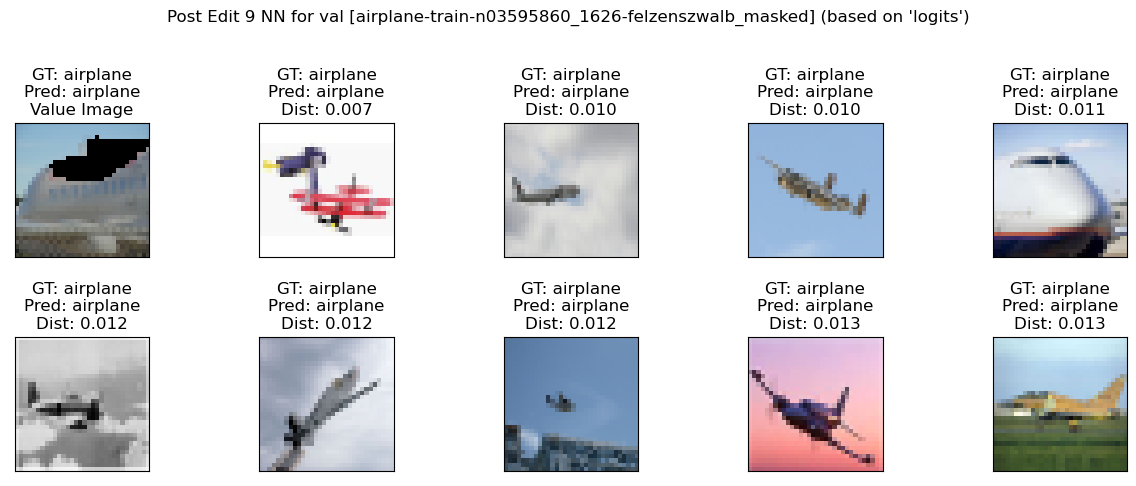 Post Edit 9 NN for val [airplane-train-n03595860_1626-felzenszwalb_masked] (based on 'logits')
GT: airplane
Pred: airplane
Value Image
GT: airplane
Pred: airplane
Dist: 0.007
GT: airplane
Pred: airplane
Dist: 0.010
GT: airplane
Pred: airplane
Dist: 0.010
GT: airplane
Pred: airplane
Dist: 0.011
GT: airplane
Pred: airplane
Dist: 0.012
GT: airplane
Pred: airplane
Dist: 0.012
GT: airplane
Pred: airplane
Dist: 0.012
GT: airplane
Pred: airplane
Dist: 0.013
GT: airplane
Pred: airplane
Dist: 0.013